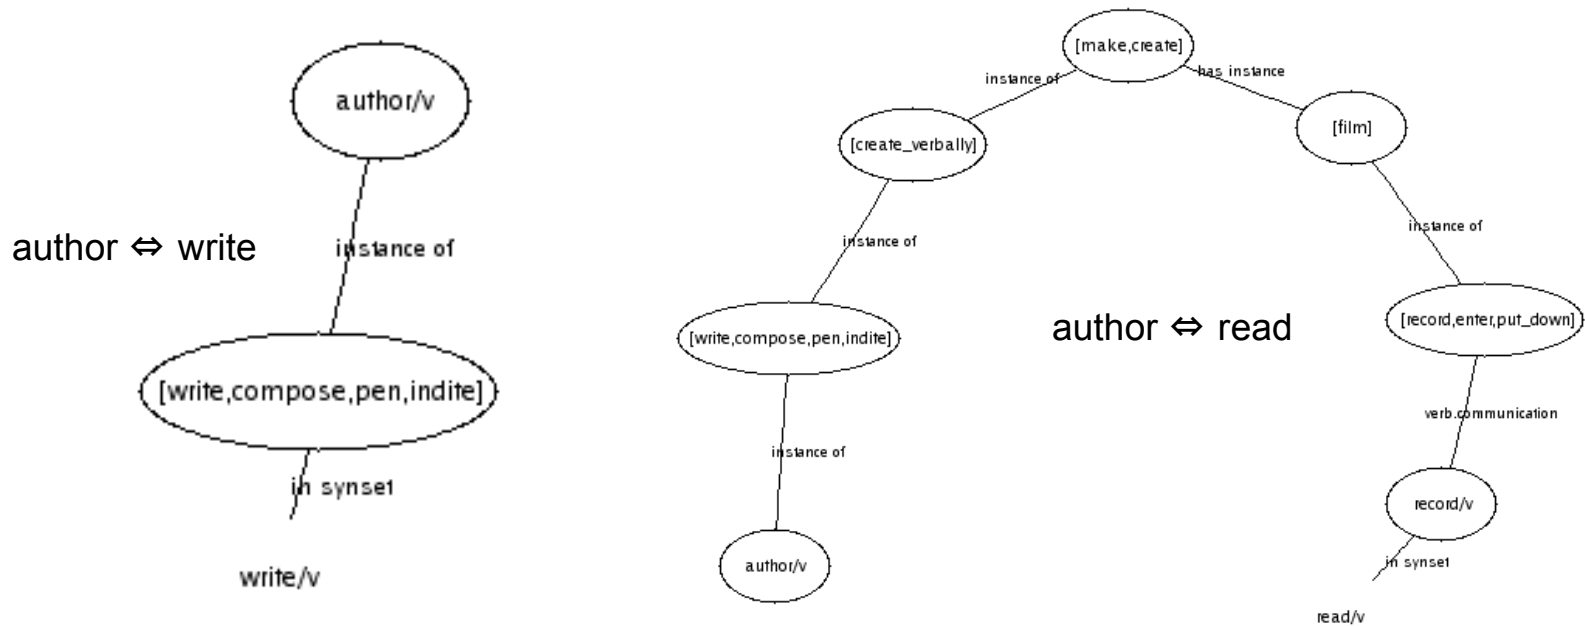 author/v
author ⇔ write
instance of
[write,compose,pen,indite]
in synset
write/v
[make,create]
instance of
has instance
[create_verbally]
[film]
instance of
instance of
[write,compose,pen,indite]
author ⇔ read
[record,enter,put_down]
instance of
verb.communication
author/v
record/v
in synset
read/v